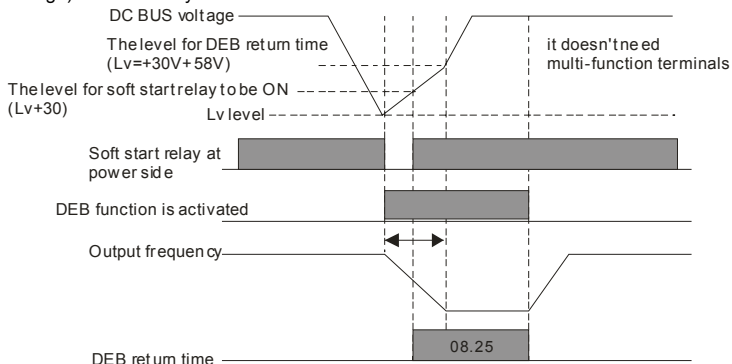 DC BUS voltage
The level for DEB return time
(Lv=+30V+58V)
it doesn't need
multi-function terminals
The level for soft start relay to be ON
(Lv+30)
Lv level
Soft start relay at
power side
DEB function is activated
Output frequency
08.25
DEB return time